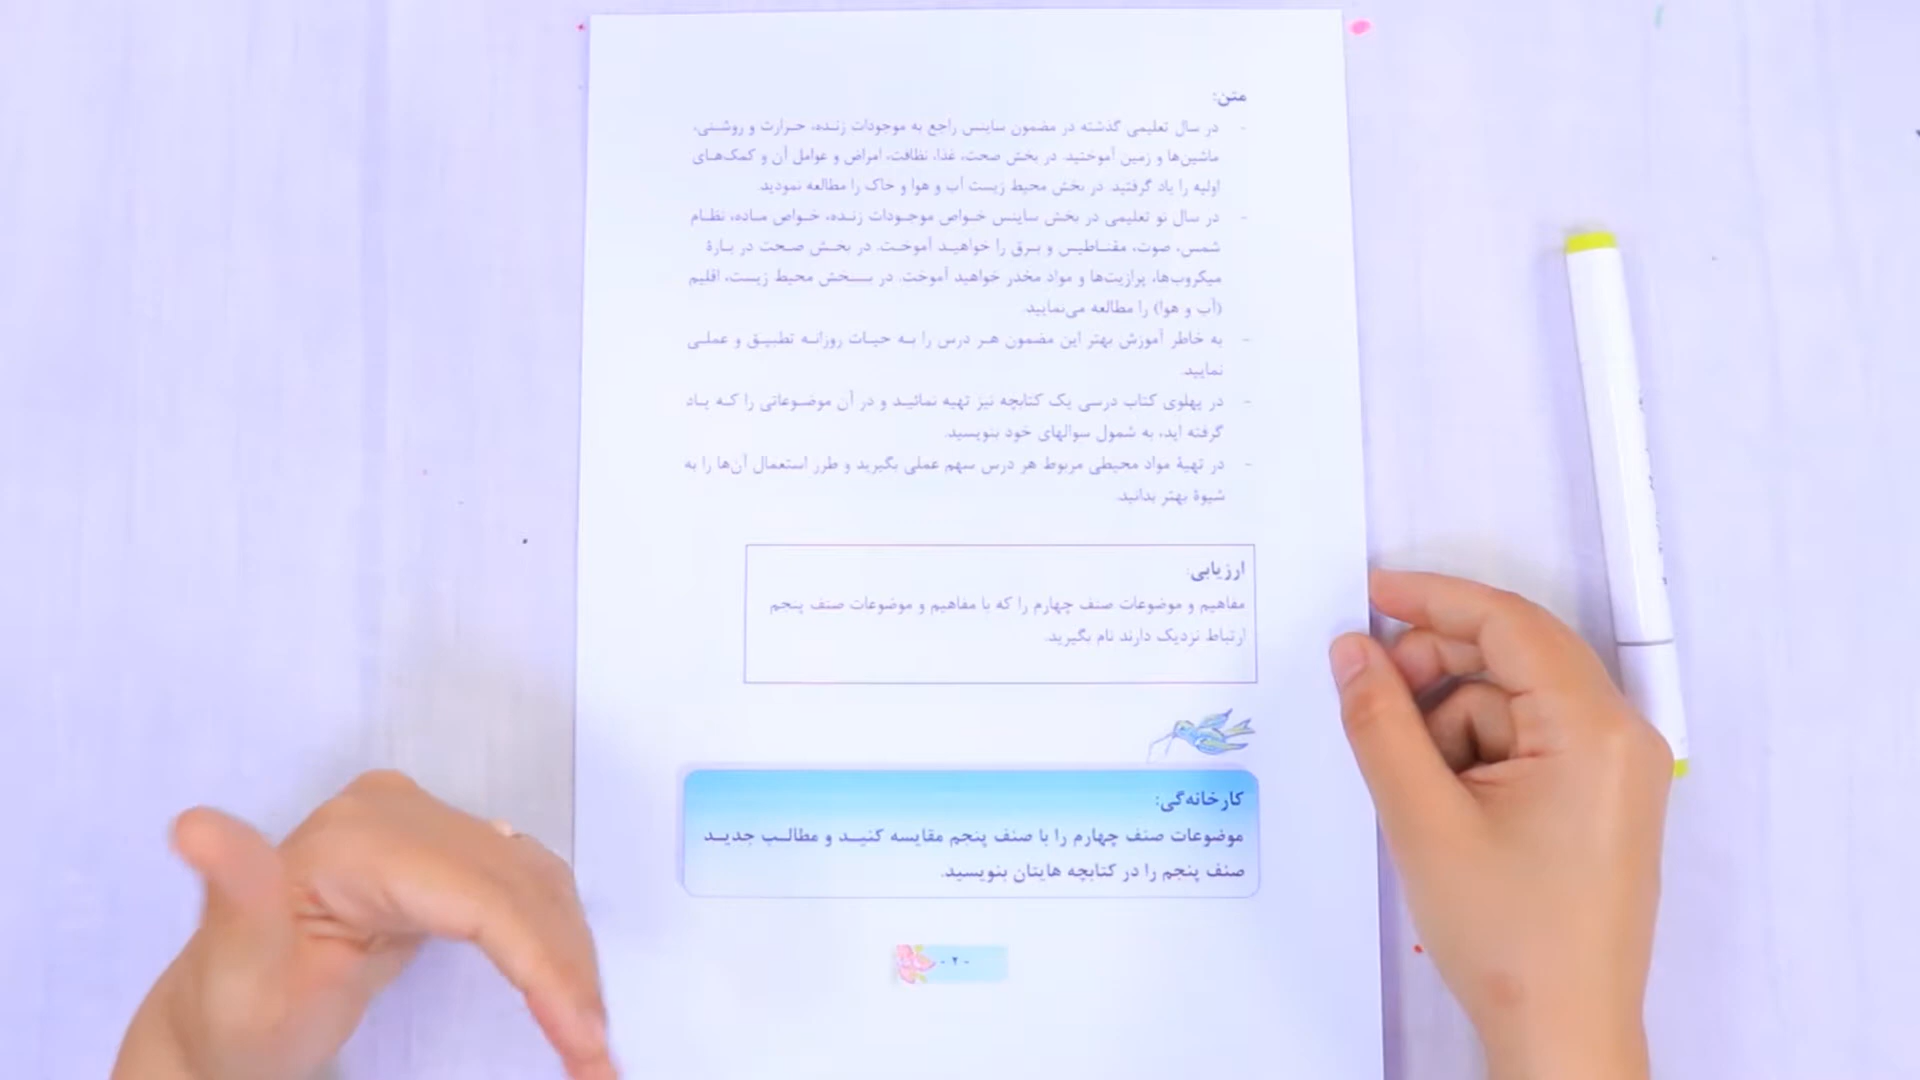 متن:
- در سال تعلیمی گذشته در مضمون ساینس راجع به موجودات زنده، حرارت و روشنی،
ماشین‌ها و زمین آموختید. در بخش صحت، غذا، نظافت، امراض و عوامل آن و کمک‌های
اولیه را یاد گرفتید. در بخش محیط زیست آب و هوا و خاک را مطالعه نمودید.
- در سال نو تعلیمی در بخش ساینس خواص موجودات زنده، خواص ماده، نظام
شمس، صوت، مقناطیس و برق را خواهید آموخت. در بخش صحت در بارۀ
میکروب‌ها، پرازیت‌ها و مواد مخدر خواهید آموخت. در بخش محیط زیست، اقلیم
(آب و هوا) را مطالعه می‌نمایید.
- به خاطر آموزش بهتر این مضمون هر درس را به حیات روزانه تطبیق و عملی
نمایید.
- در پهلوی کتاب درسی یک کتابچه نیز تهیه نمائید و در آن موضوعاتی را که یاد
گرفته اید، به شمول سوالهای خود بنویسید.
- در تهیۀ مواد محیطی مربوط هر درس سهم عملی بگیرید و طرز استعمال آن‌ها را به
شیوۀ بهتر بدانید.
ارزیابی:
مفاهیم و موضوعات صنف چهارم را که با مفاهیم و موضوعات صنف پنجم
ارتباط نزدیک دارند نام بگیرید.
کارخانه‌گی:
موضوعات صنف چهارم را با صنف پنجم مقایسه کنید و مطالب جدید
صنف پنجم را در کتابچه هایتان بنویسید.
- ۲ -